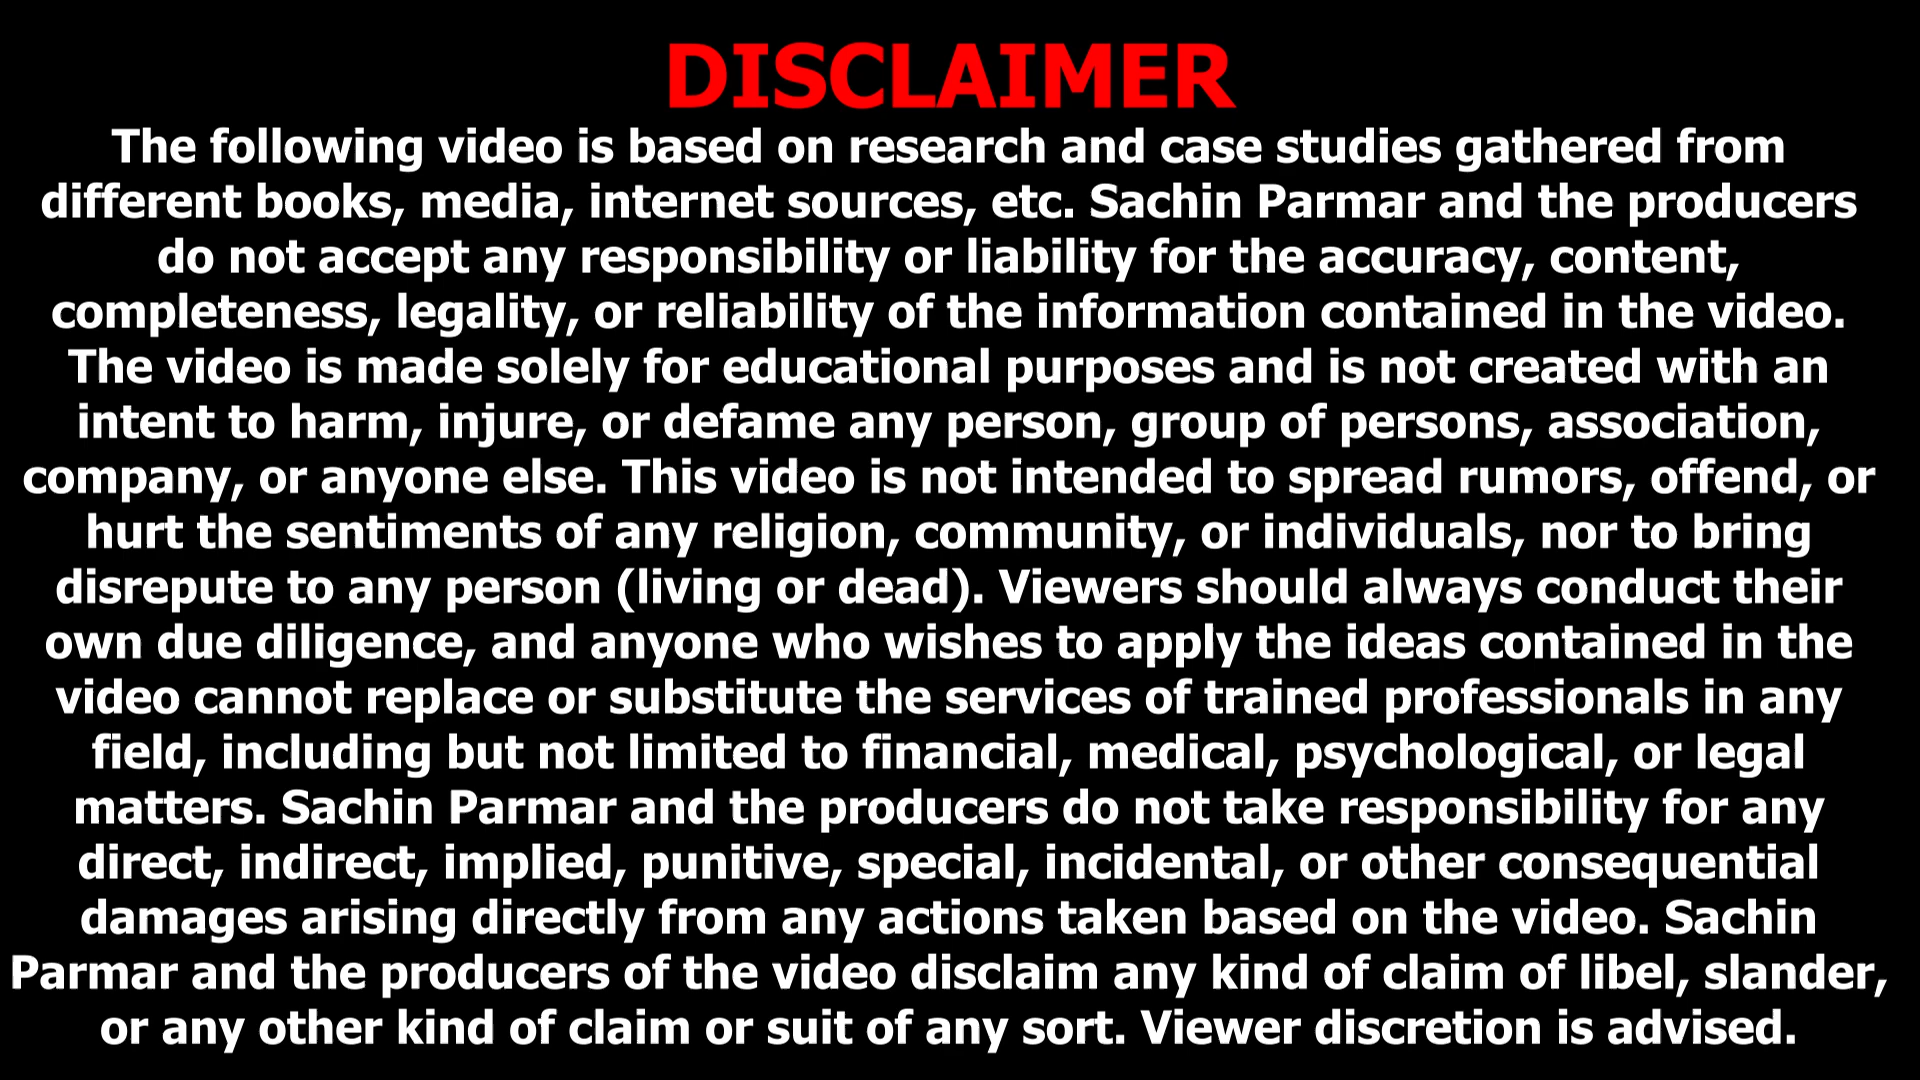 DISCLAIMER
The following video is based on research and case studies gathered from
different books, media, internet sources, etc. Sachin Parmar and the producers
do not accept any responsibility or liability for the accuracy, content,
completeness, legality, or reliability of the information contained in the video.
The video is made solely for educational purposes and is not created with an
intent to harm, injure, or defame any person, group of persons, association,
company, or anyone else. This video is not intended to spread rumors, offend, or
hurt the sentiments of any religion, community, or individuals, nor to bring
disrepute to any person (living or dead). Viewers should always conduct their
own due diligence, and anyone who wishes to apply the ideas contained in the
video cannot replace or substitute the services of trained professionals in any
field, including but not limited to financial, medical, psychological, or legal
matters. Sachin Parmar and the producers do not take responsibility for any
direct, indirect, implied, punitive, special, incidental, or other consequential
damages arising directly from any actions taken based on the video. Sachin
Parmar and the producers of the video disclaim any kind of claim of libel, slander,
or any other kind of claim or suit of any sort. Viewer discretion is advised.